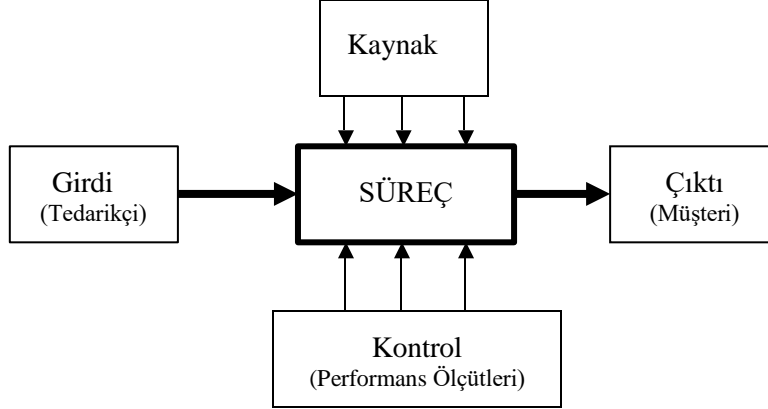 Kaynak
Girdi
(Tedarikçi)
SÜREÇ
Çıktı
(Müşteri)
Kontrol
(Performans Ölçütleri)